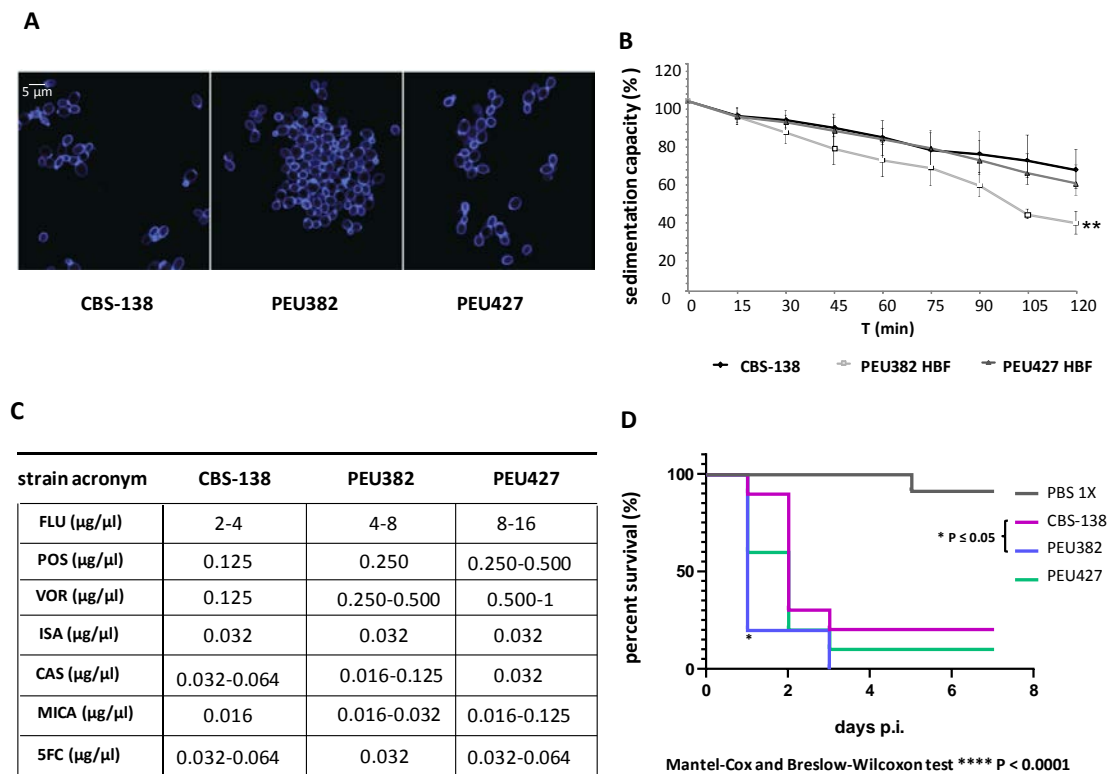 A
5 µm
CBS-138
PEU382
PEU427
B
sedimentation capacity (% )
120
100
80
60
40
20
0
0 15 30 45 60 75 90 105 120
T (min)
**
CBS-138 PEU382 HBF PEU427 HBF
C
strain acronym CBS-138 PEU382 PEU427
FLU (µg/µl) 2-4 4-8 8-16
POS (µg/µl) 0.125 0.250 0.250-0.500
VOR (µg/µl) 0.125 0.250-0.500 0.500-1
ISA (µg/µl) 0.032 0.032 0.032
CAS (µg/µl) 0.032-0.064 0.016-0.125 0.032
MICA (µg/µl) 0.016 0.016-0.032 0.016-0.125
5FC (µg/µl) 0.032-0.064 0.032 0.032-0.064
D
percent survival (%)
100
50
0
0 2 4 6 8
days p.i.
*
PBS 1X
CBS-138
* P ≤ 0.05
PEU382
PEU427
Mantel-Cox and Breslow-Wilcoxon test **** P < 0.0001